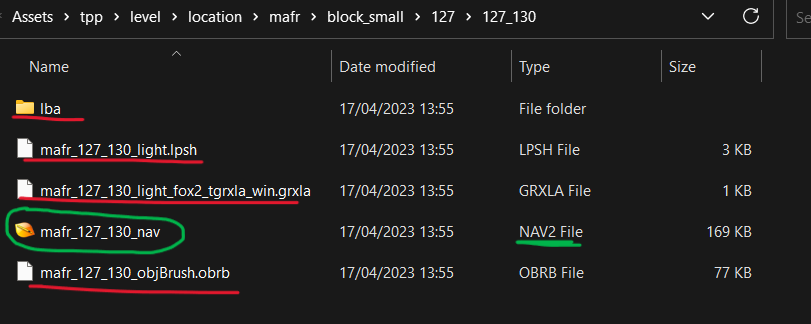 Assets > tpp > level > location > mafr > block_small > 127 > 127_130 Se
Name Date modified Type Size
lba 17/04/2023 13:55 File folder
mafr_127_130_light.lpsh 17/04/2023 13:55 LPSH File 3 KB
mafr_127_130_light_fox2_tgrxla_win.grxla 17/04/2023 13:55 GRXLA File 1 KB
mafr_127_130_nav 17/04/2023 13:55 NAV2 File 169 KB
mafr_127_130_objBrush.obrb 17/04/2023 13:55 OBRB File 77 KB